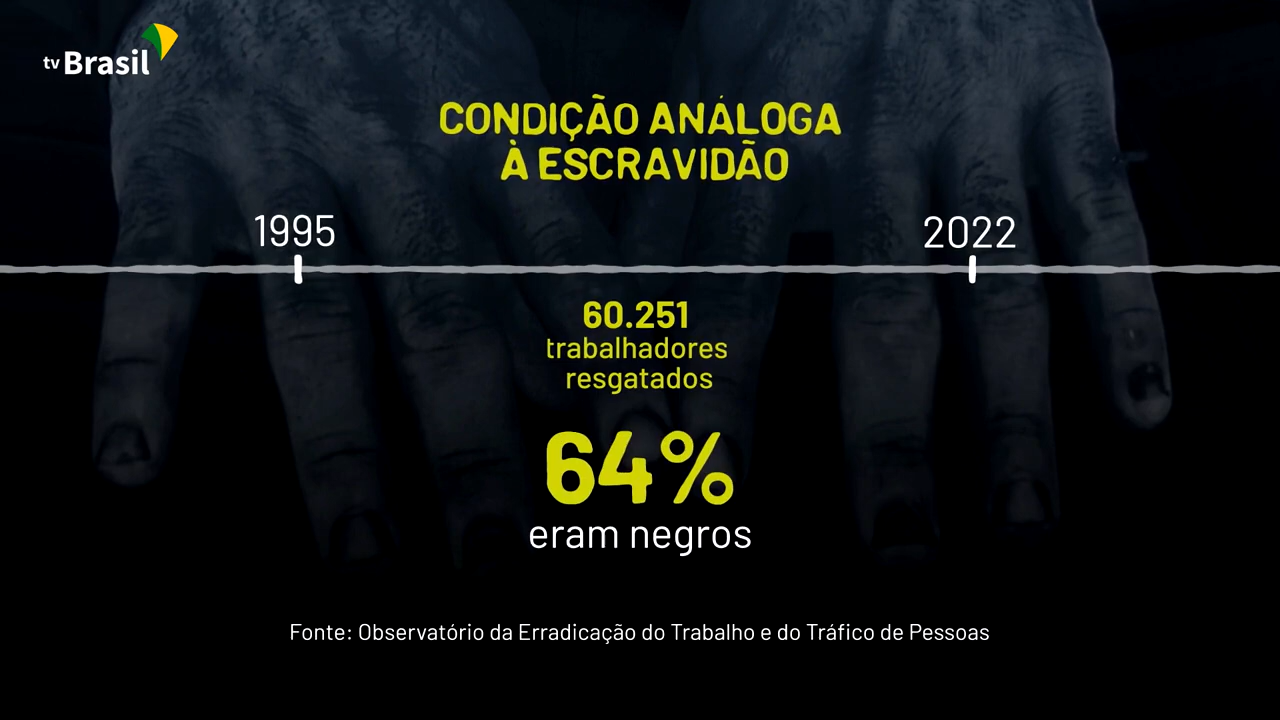 tv Brasil
CONDIÇÃO ANÁLOGA
À ESCRAVIDÃO
1995
2022
60.251
trabalhadores
resgatados
64%
eram negros
Fonte: Observatório da Erradicação do Trabalho e do Tráfico de Pessoas